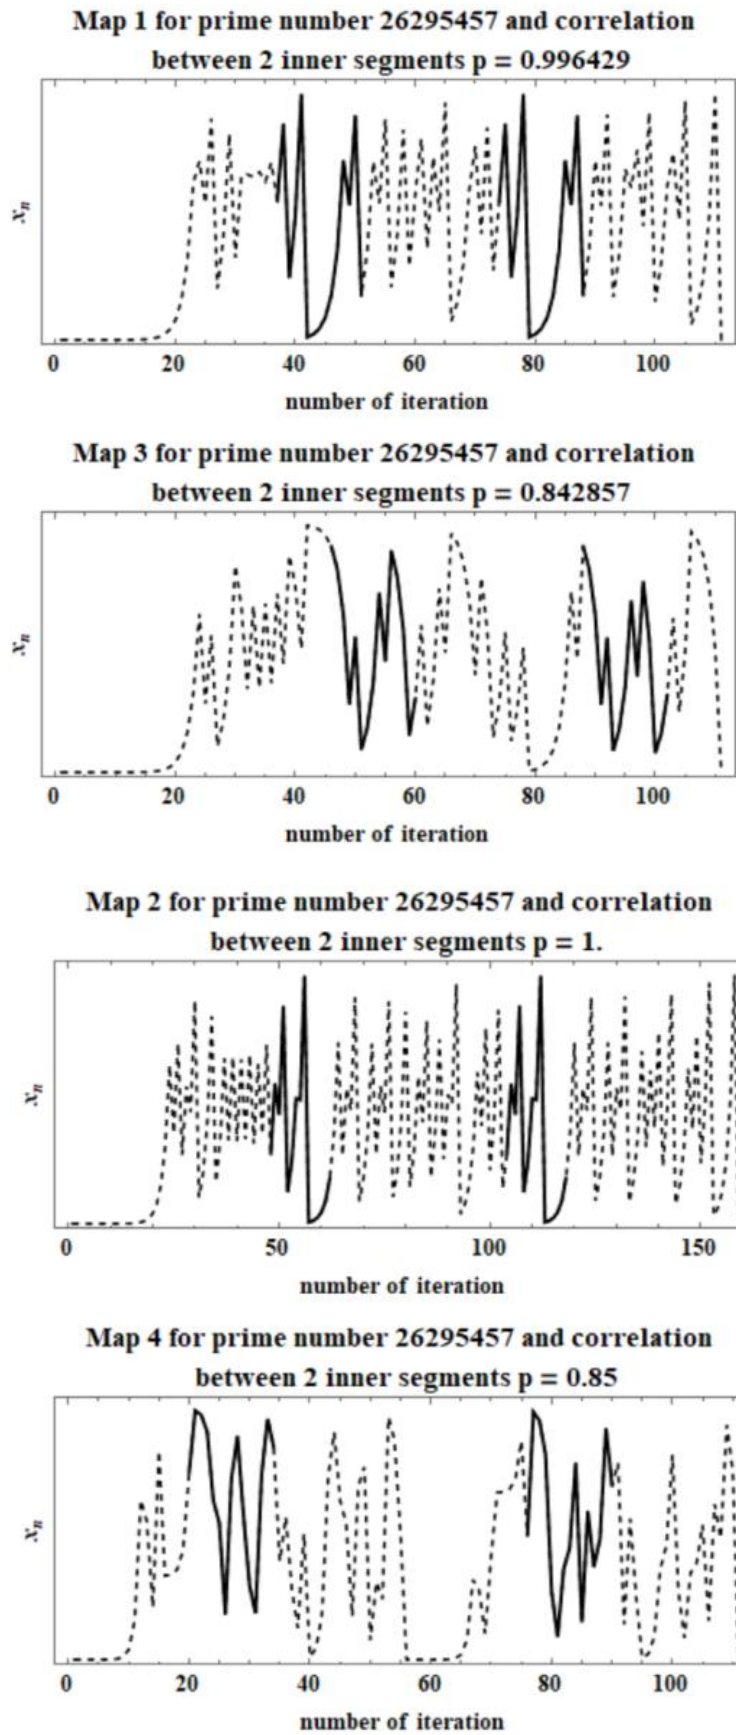 Map 1 for prime number 26295457 and correlation
between 2 inner segments p = 0.996429
xn
0 20 40 60 80 100
number of iteration
Map 3 for prime number 26295457 and correlation
between 2 inner segments p = 0.842857
xn
0 20 40 60 80 100
number of iteration
Map 2 for prime number 26295457 and correlation
between 2 inner segments p = 1.
xn
0 50 100 150
number of iteration
Map 4 for prime number 26295457 and correlation
between 2 inner segments p = 0.85
xn
0 20 40 60 80 100
number of iteration